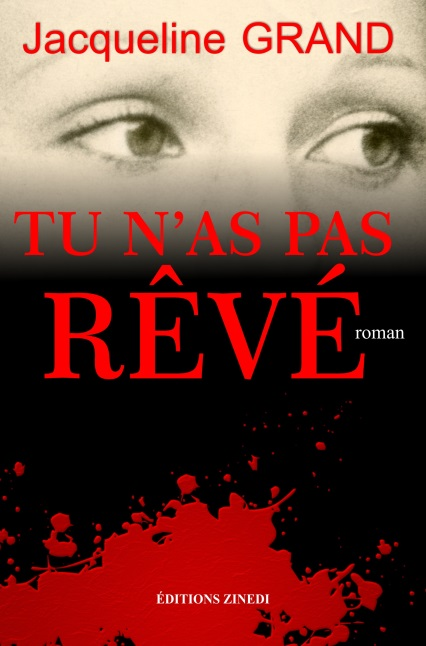 Jacqueline GRAND
TU N'AS PAS
RÊVÉ
roman
ÉDITIONS ZINEDI